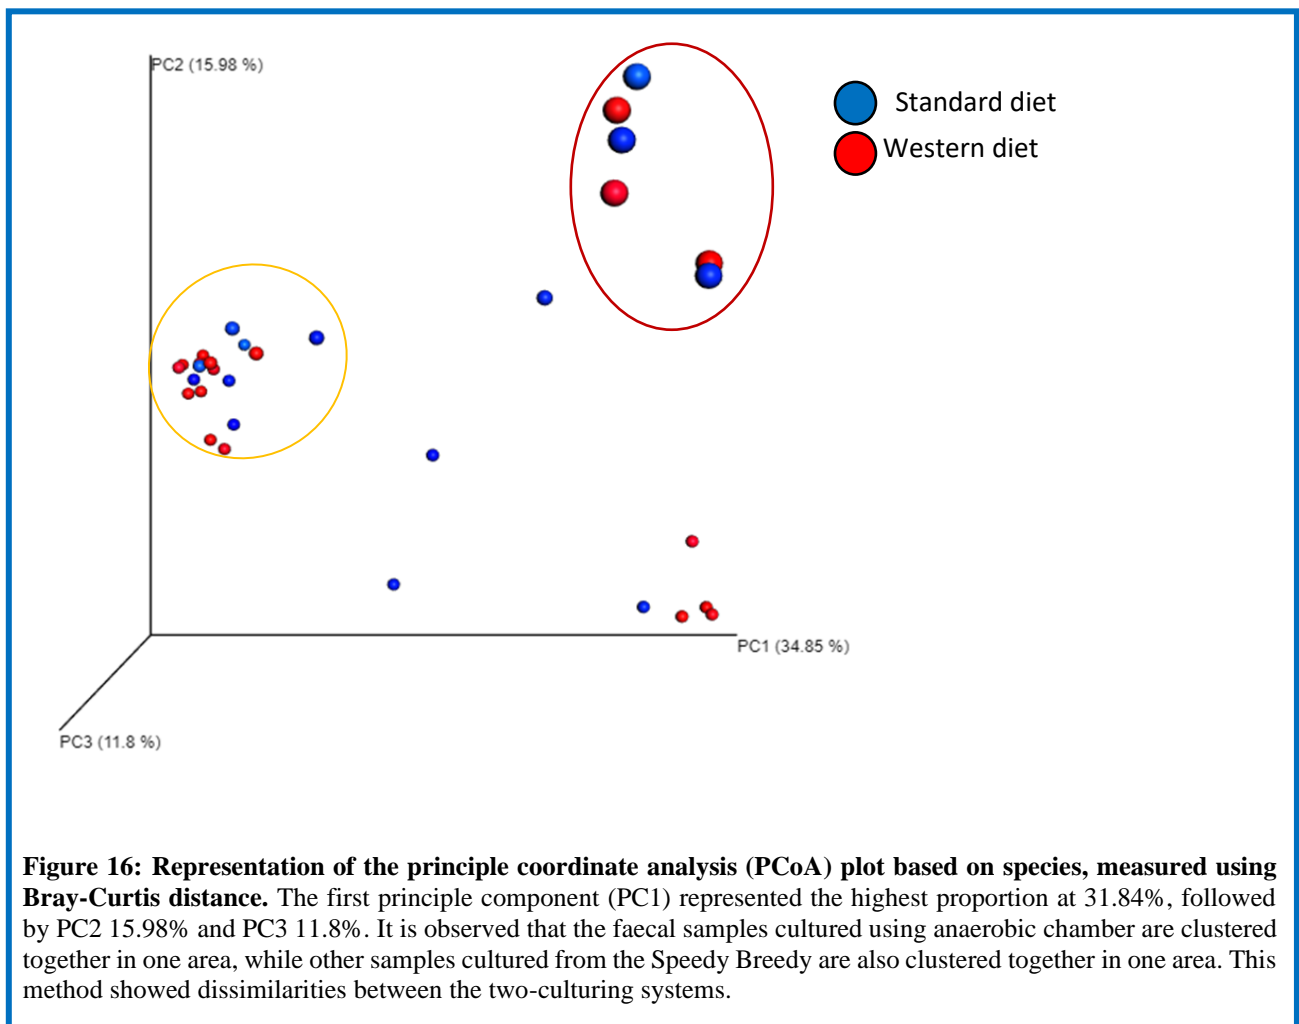 PC2 (15.98 %)
Standard diet
Western diet
PC1 (34.85 %)
PC3 (11.8 %)
Figure 16: Representation of the principle coordinate analysis (PCoA) plot based on species, measured using
Bray-Curtis distance. The first principle component (PC1) represented the highest proportion at 31.84%, followed
by PC2 15.98% and PC3 11.8%. It is observed that the faecal samples cultured using anaerobic chamber are clustered
together in one area, while other samples cultured from the Speedy Breedy are also clustered together in one area. This
method showed dissimilarities between the two-culturing systems.